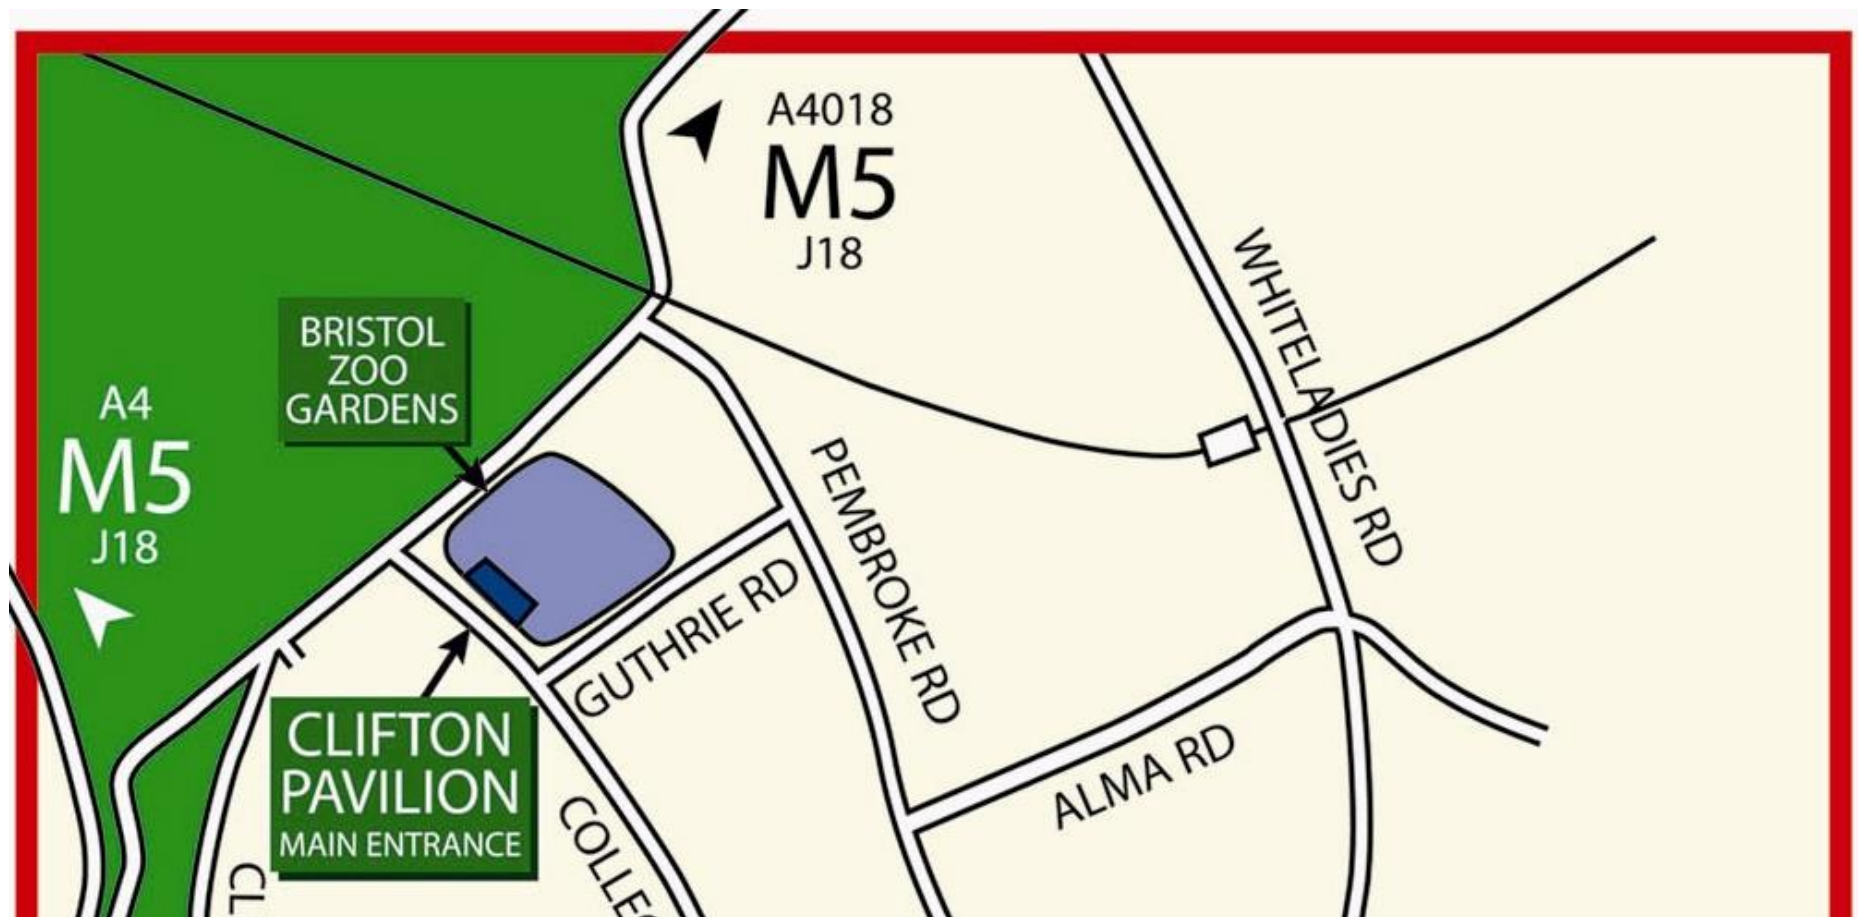 A4018
M5
J18
WHITELADIES RD
BRISTOL
ZOO
GARDENS
A4
M5
J18
PEMBROKE RD
GUTHRIE RD
CLIFTON
PAVILION
MAIN ENTRANCE
ALMA RD